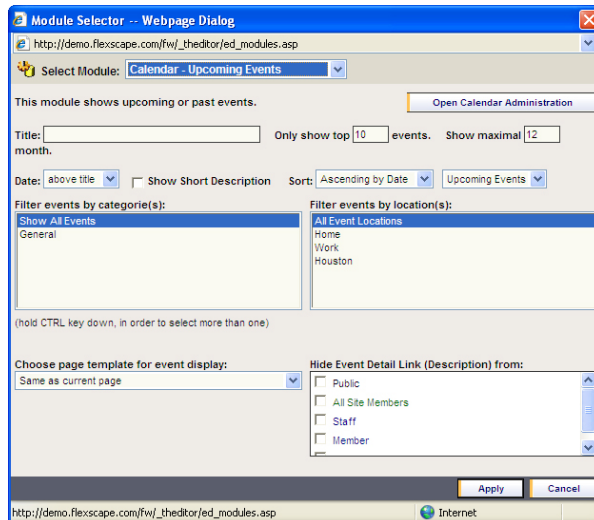 Module Selector -- Webpage Dialog
http://demo.flexscape.com/fw/_theditor/ed_modules.asp
Select Module: Calendar - Upcoming Events
This module shows upcoming or past events. Open Calendar Administration
Title: Only show top 10 events. Show maximal 12
month.
Date: above title Show Short Description Sort: Ascending by Date Upcoming Events
Filter events by categorie(s): Filter events by location(s):
Show All Events All Event Locations
General Home
Work
Houston
(hold CTRL key down, in order to select more than one)
Choose page template for event display: Hide Event Detail Link (Description) from:
Same as current page Public
All Site Members
Staff
Member
Apply Cancel
http://demo.flexscape.com/fw/_theditor/ed_modules.asp Internet